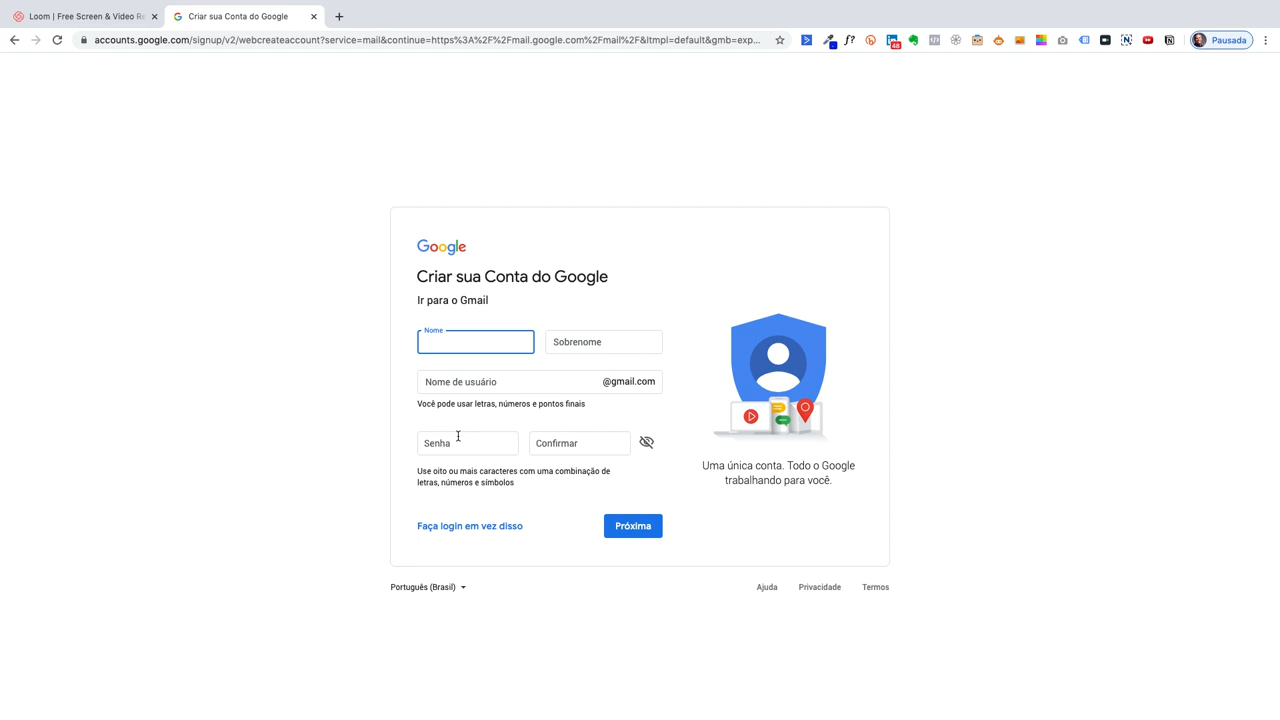 Loom | Free Screen & Video Re
Criar sua Conta do Google
accounts.google.com/signup/v2/webcreateaccount?service=mail&continue=https%3A%2F%2Fmail.google.com%2Fmail%2F&ltmpl=default&gmb=exp...
f?
48
Pausada
Google
Criar sua Conta do Google
Ir para o Gmail
Nome
Sobrenome
Nome de usuário
@gmail.com
Você pode usar letras, números e pontos finais
Senha
Confirmar
Use oito ou mais caracteres com uma combinação de
letras, números e símbolos
Faça login em vez disso
Próxima
Uma única conta. Todo o Google
trabalhando para você.
Português (Brasil)
Ajuda
Privacidade
Termos